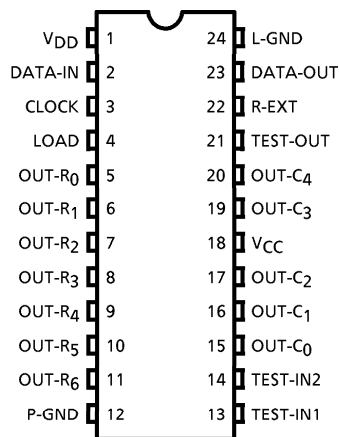 VDD 1 24 L-GND
DATA-IN 2 23 DATA-OUT
CLOCK 3 22 R-EXT
LOAD 4 21 TEST-OUT
OUT-R0 5 20 OUT-C4
OUT-R1 6 19 OUT-C3
OUT-R2 7 18 VCC
OUT-R3 8 17 OUT-C2
OUT-R4 9 16 OUT-C1
OUT-R5 10 15 OUT-C0
OUT-R6 11 14 TEST-IN2
P-GND 12 13 TEST-IN1